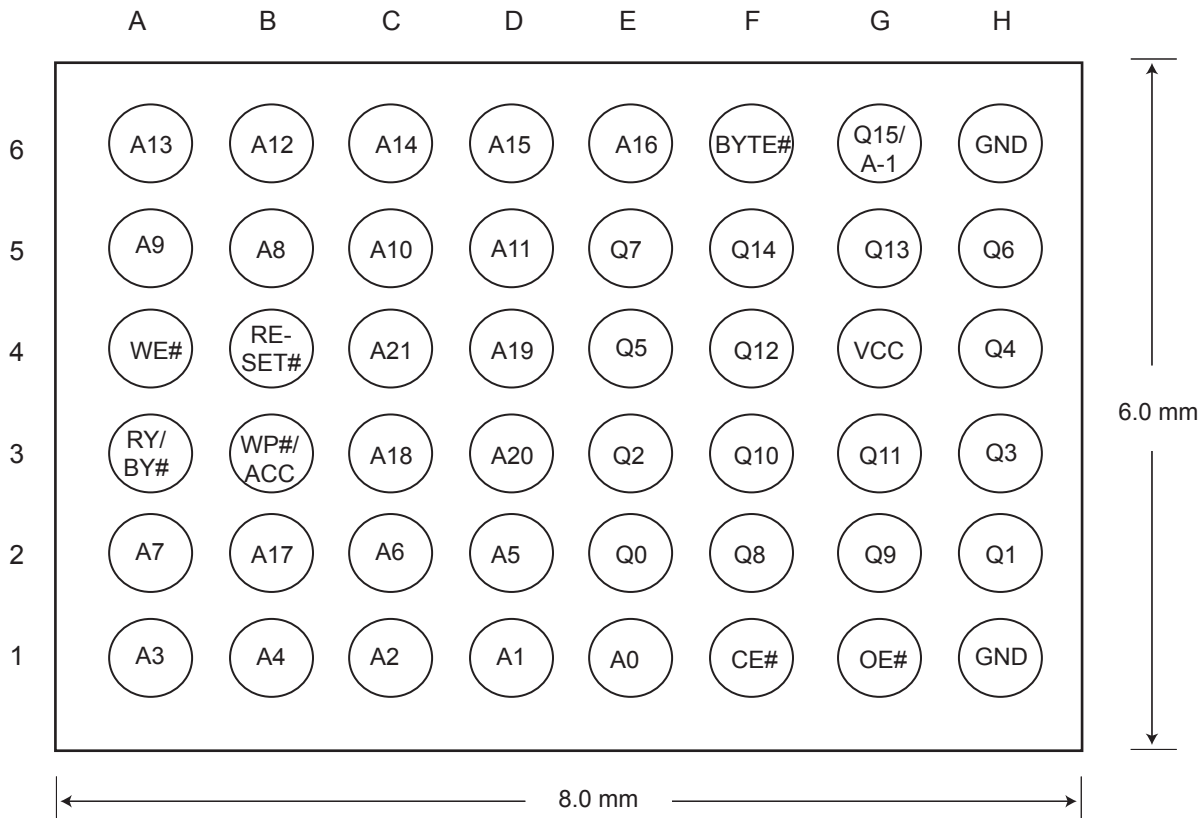 A B C D E F G H
6 A13 A12 A14 A15 A16 BYTE# Q15/
A-1 GND
5 A9 A8 A10 A11 Q7 Q14 Q13 Q6
4 WE# RE-
SET# A21 A19 Q5 Q12 VCC Q4
3 RY/
BY# WP#/
ACC A18 A20 Q2 Q10 Q11 Q3
2 A7 A17 A6 A5 Q0 Q8 Q9 Q1
1 A3 A4 A2 A1 A0 CE# OE# GND
6.0 mm
8.0 mm